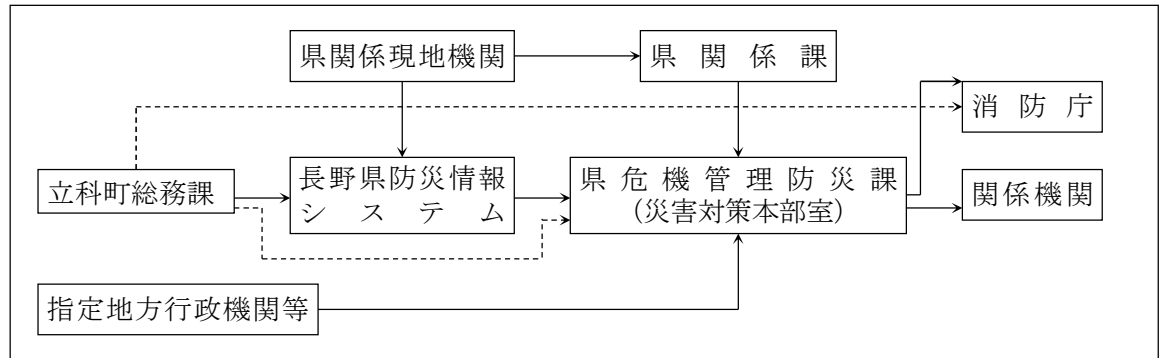 県関係現地機関
県関係課
消防庁
立科町総務課
長野県防災情報
システム
県危機管理防災課
(災害対策本部室)
関係機関
指定地方行政機関等